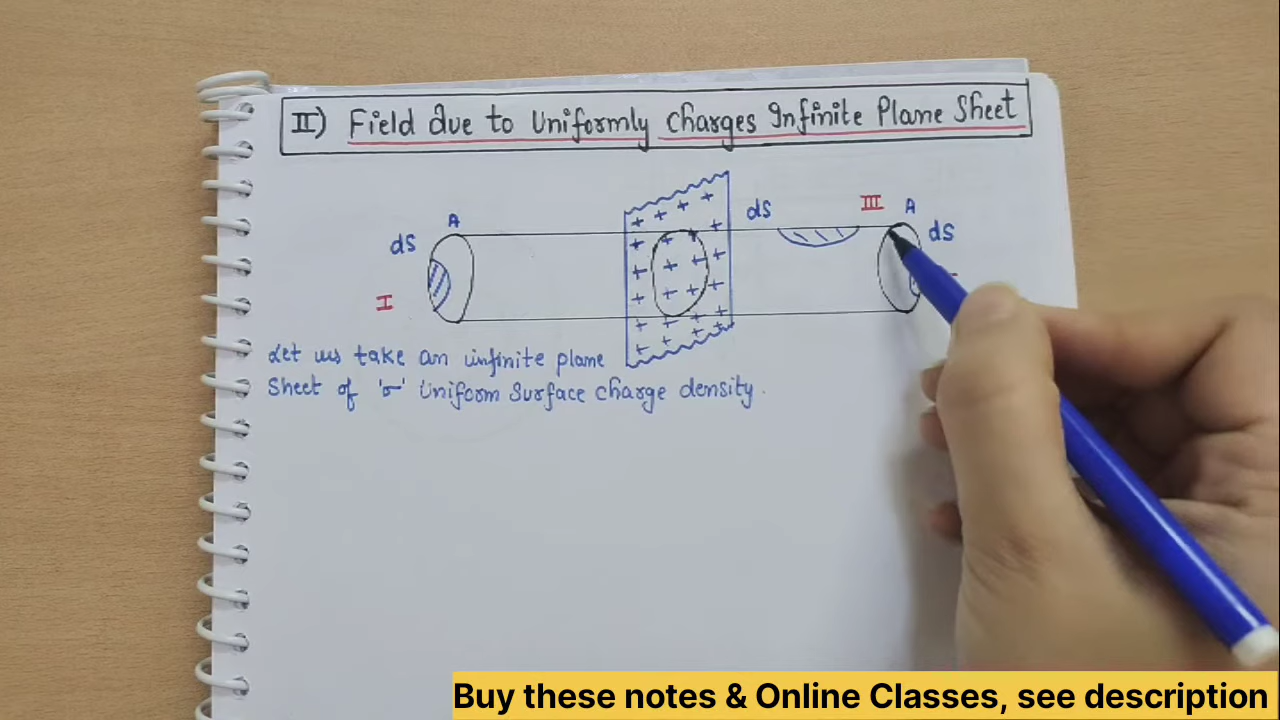 II) Field due to Uniformly Charges Infinite Plane Sheet
dS
A
I
dS
III
A
dS
Let us take an infinite plane
Sheet of 'σ' Uniform Surface charge density.
Buy these notes & Online Classes, see description